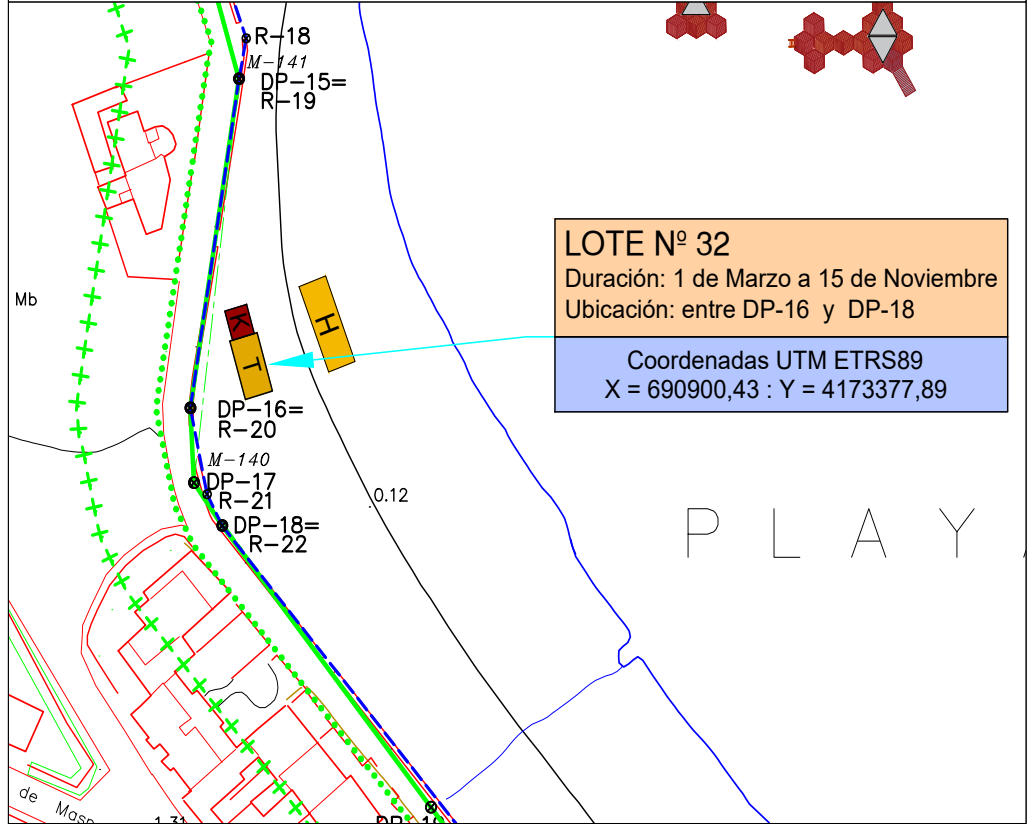 R-18
M-141
DP-15=
R-19
LOTE Nº 32
Duración: 1 de Marzo a 15 de Noviembre
Ubicación: entre DP-16 y DP-18
Coordenadas UTM ETRS89
X = 690900,43 : Y = 4173377,89
Mb
K
T
H
DP-16=
R-20
M-140
DP-17
R-21
DP-18=
R-22
0.12
P L A Y
de
1.31